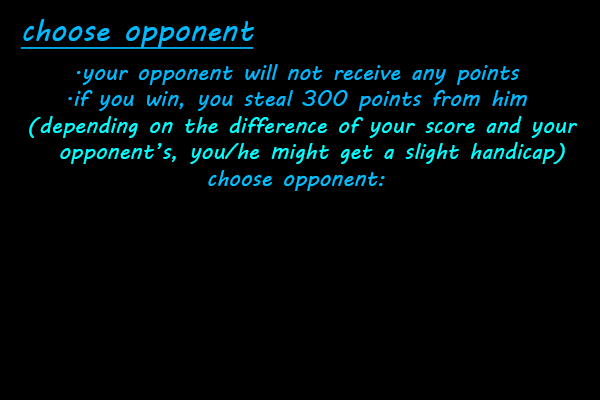 choose opponent
·your opponent will not receive any points
·if you win, you steal 300 points from him
(depending on the difference of your score and your
opponent's, you/he might get a slight handicap)
choose opponent: